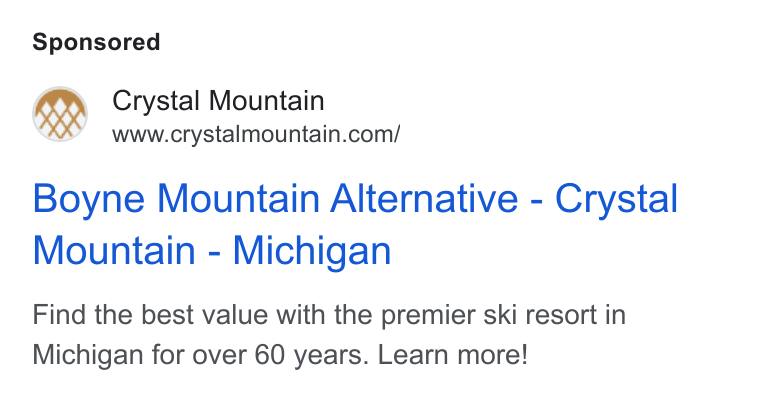 Sponsored
Crystal Mountain
www.crystalmountain.com/
Boyne Mountain Alternative - Crystal
Mountain - Michigan
Find the best value with the premier ski resort in
Michigan for over 60 years. Learn more!